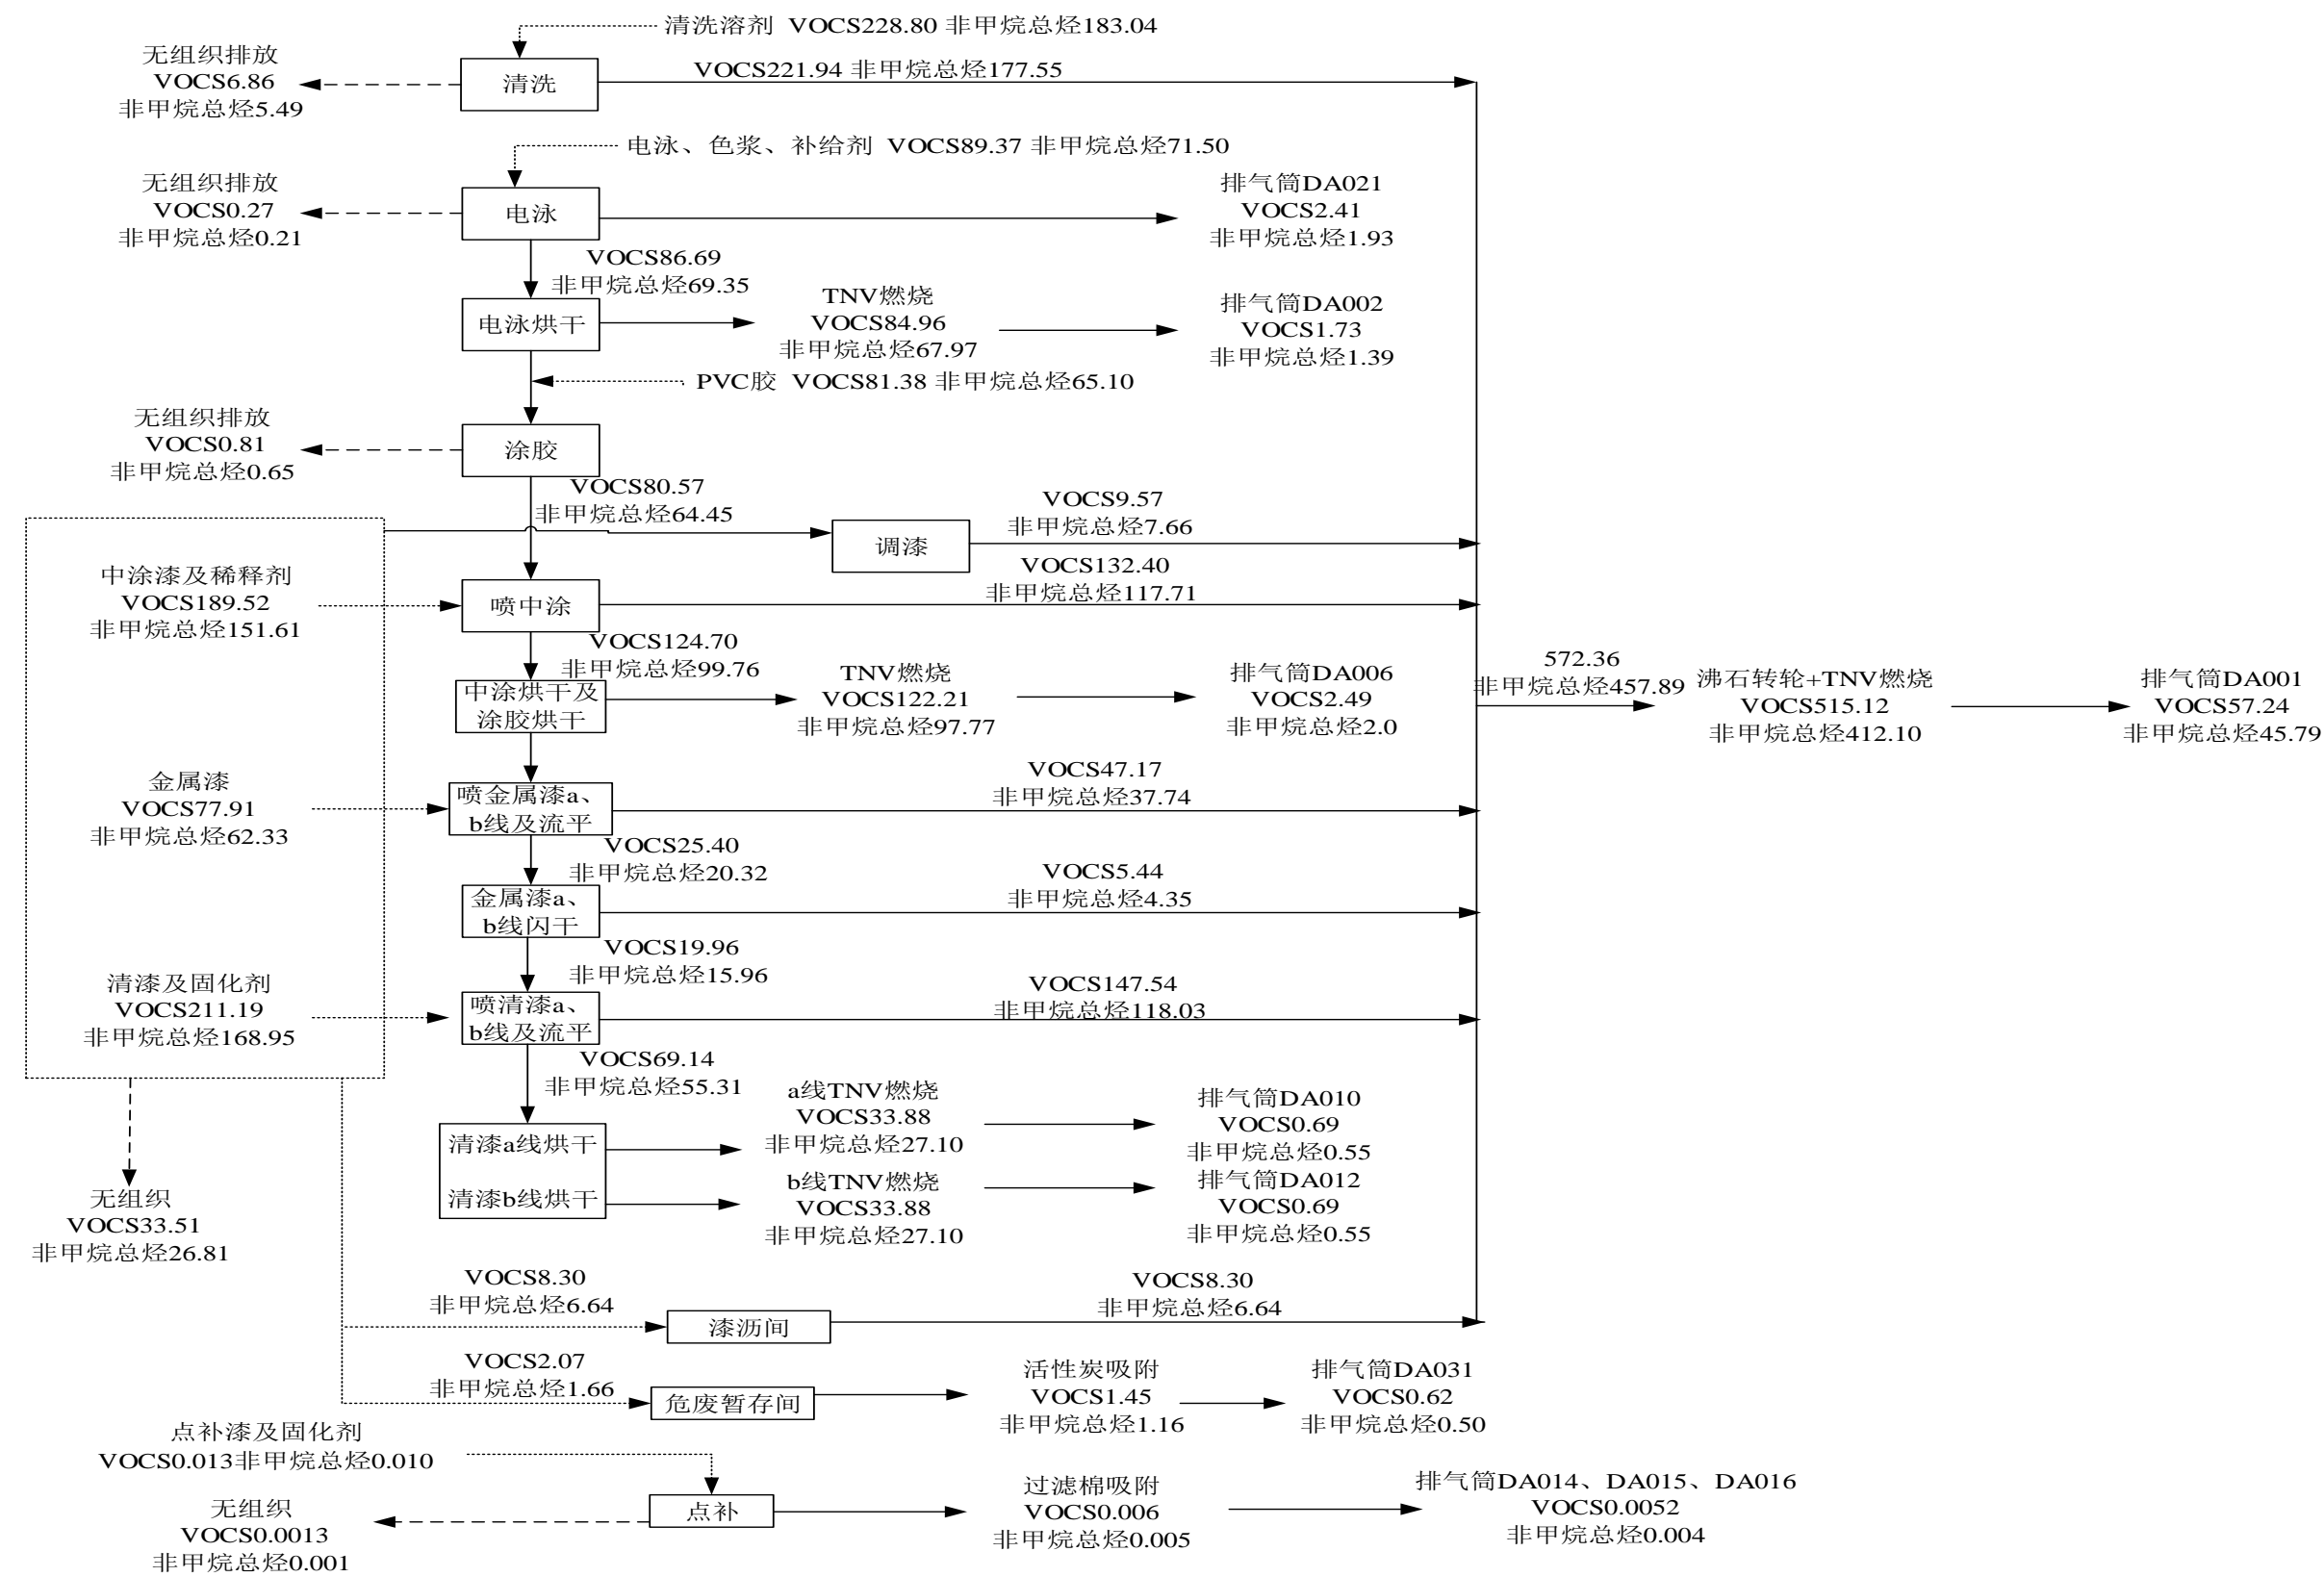 清洗溶剂 VOCS228.80 非甲烷总烃183.04
无组织排放
VOCS6.86
非甲烷总烃5.49
清洗
VOCS221.94 非甲烷总烃177.55
电泳、色浆、补给剂 VOCS89.37 非甲烷总烃71.50
无组织排放
VOCS0.27
非甲烷总烃0.21
电泳
排气筒DA021
VOCS2.41
非甲烷总烃1.93
VOCS86.69
非甲烷总烃69.35
电泳烘干
TNV燃烧
VOCS84.96
非甲烷总烃67.97
排气筒DA002
VOCS1.73
非甲烷总烃1.39
PVC胶 VOCS81.38 非甲烷总烃65.10
无组织排放
VOCS0.81
非甲烷总烃0.65
涂胶
VOCS80.57
非甲烷总烃64.45
调漆
VOCS9.57
非甲烷总烃7.66
中涂漆及稀释剂
VOCS189.52
非甲烷总烃151.61
喷中涂
VOCS132.40
非甲烷总烃117.71
VOCS124.70
非甲烷总烃99.76
中涂烘干及
涂胶烘干
TNV燃烧
VOCS122.21
非甲烷总烃97.77
排气筒DA006
VOCS2.49
非甲烷总烃2.0
572.36
非甲烷总烃457.89
沸石转轮+TNV燃烧
VOCS515.12
非甲烷总烃412.10
排气筒DA001
VOCS57.24
非甲烷总烃45.79
金属漆
VOCS77.91
非甲烷总烃62.33
喷金属漆a、
b线及流平
VOCS47.17
非甲烷总烃37.74
VOCS25.40
非甲烷总烃20.32
金属漆a、
b线闪干
VOCS5.44
非甲烷总烃4.35
VOCS19.96
非甲烷总烃15.96
清漆及固化剂
VOCS211.19
非甲烷总烃168.95
喷清漆a、
b线及流平
VOCS147.54
非甲烷总烃118.03
VOCS69.14
非甲烷总烃55.31
清漆a线烘干
清漆b线烘干
a线TNV燃烧
VOCS33.88
非甲烷总烃27.10
排气筒DA010
VOCS0.69
非甲烷总烃0.55
b线TNV燃烧
VOCS33.88
非甲烷总烃27.10
排气筒DA012
VOCS0.69
非甲烷总烃0.55
无组织
VOCS33.51
非甲烷总烃26.81
VOCS8.30
非甲烷总烃6.64
漆沥间
VOCS8.30
非甲烷总烃6.64
VOCS2.07
非甲烷总烃1.66
危废暂存间
活性炭吸附
VOCS1.45
非甲烷总烃1.16
排气筒DA031
VOCS0.62
非甲烷总烃0.50
点补漆及固化剂
VOCS0.013非甲烷总烃0.010
点补
无组织
VOCS0.0013
非甲烷总烃0.001
过滤棉吸附
VOCS0.006
非甲烷总烃0.005
排气筒DA014、DA015、DA016
VOCS0.0052
非甲烷总烃0.004